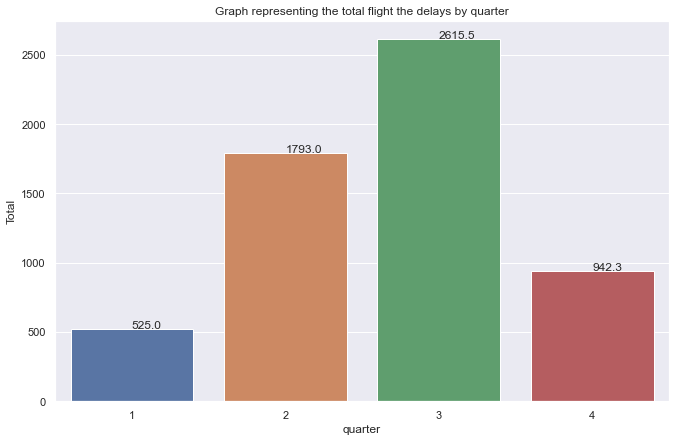 Graph representing the total flight the delays by quarter
2500
2000
1500
1000
500
0
Total
525.0
1793.0
2615.5
942.3
1 2 3 4
quarter